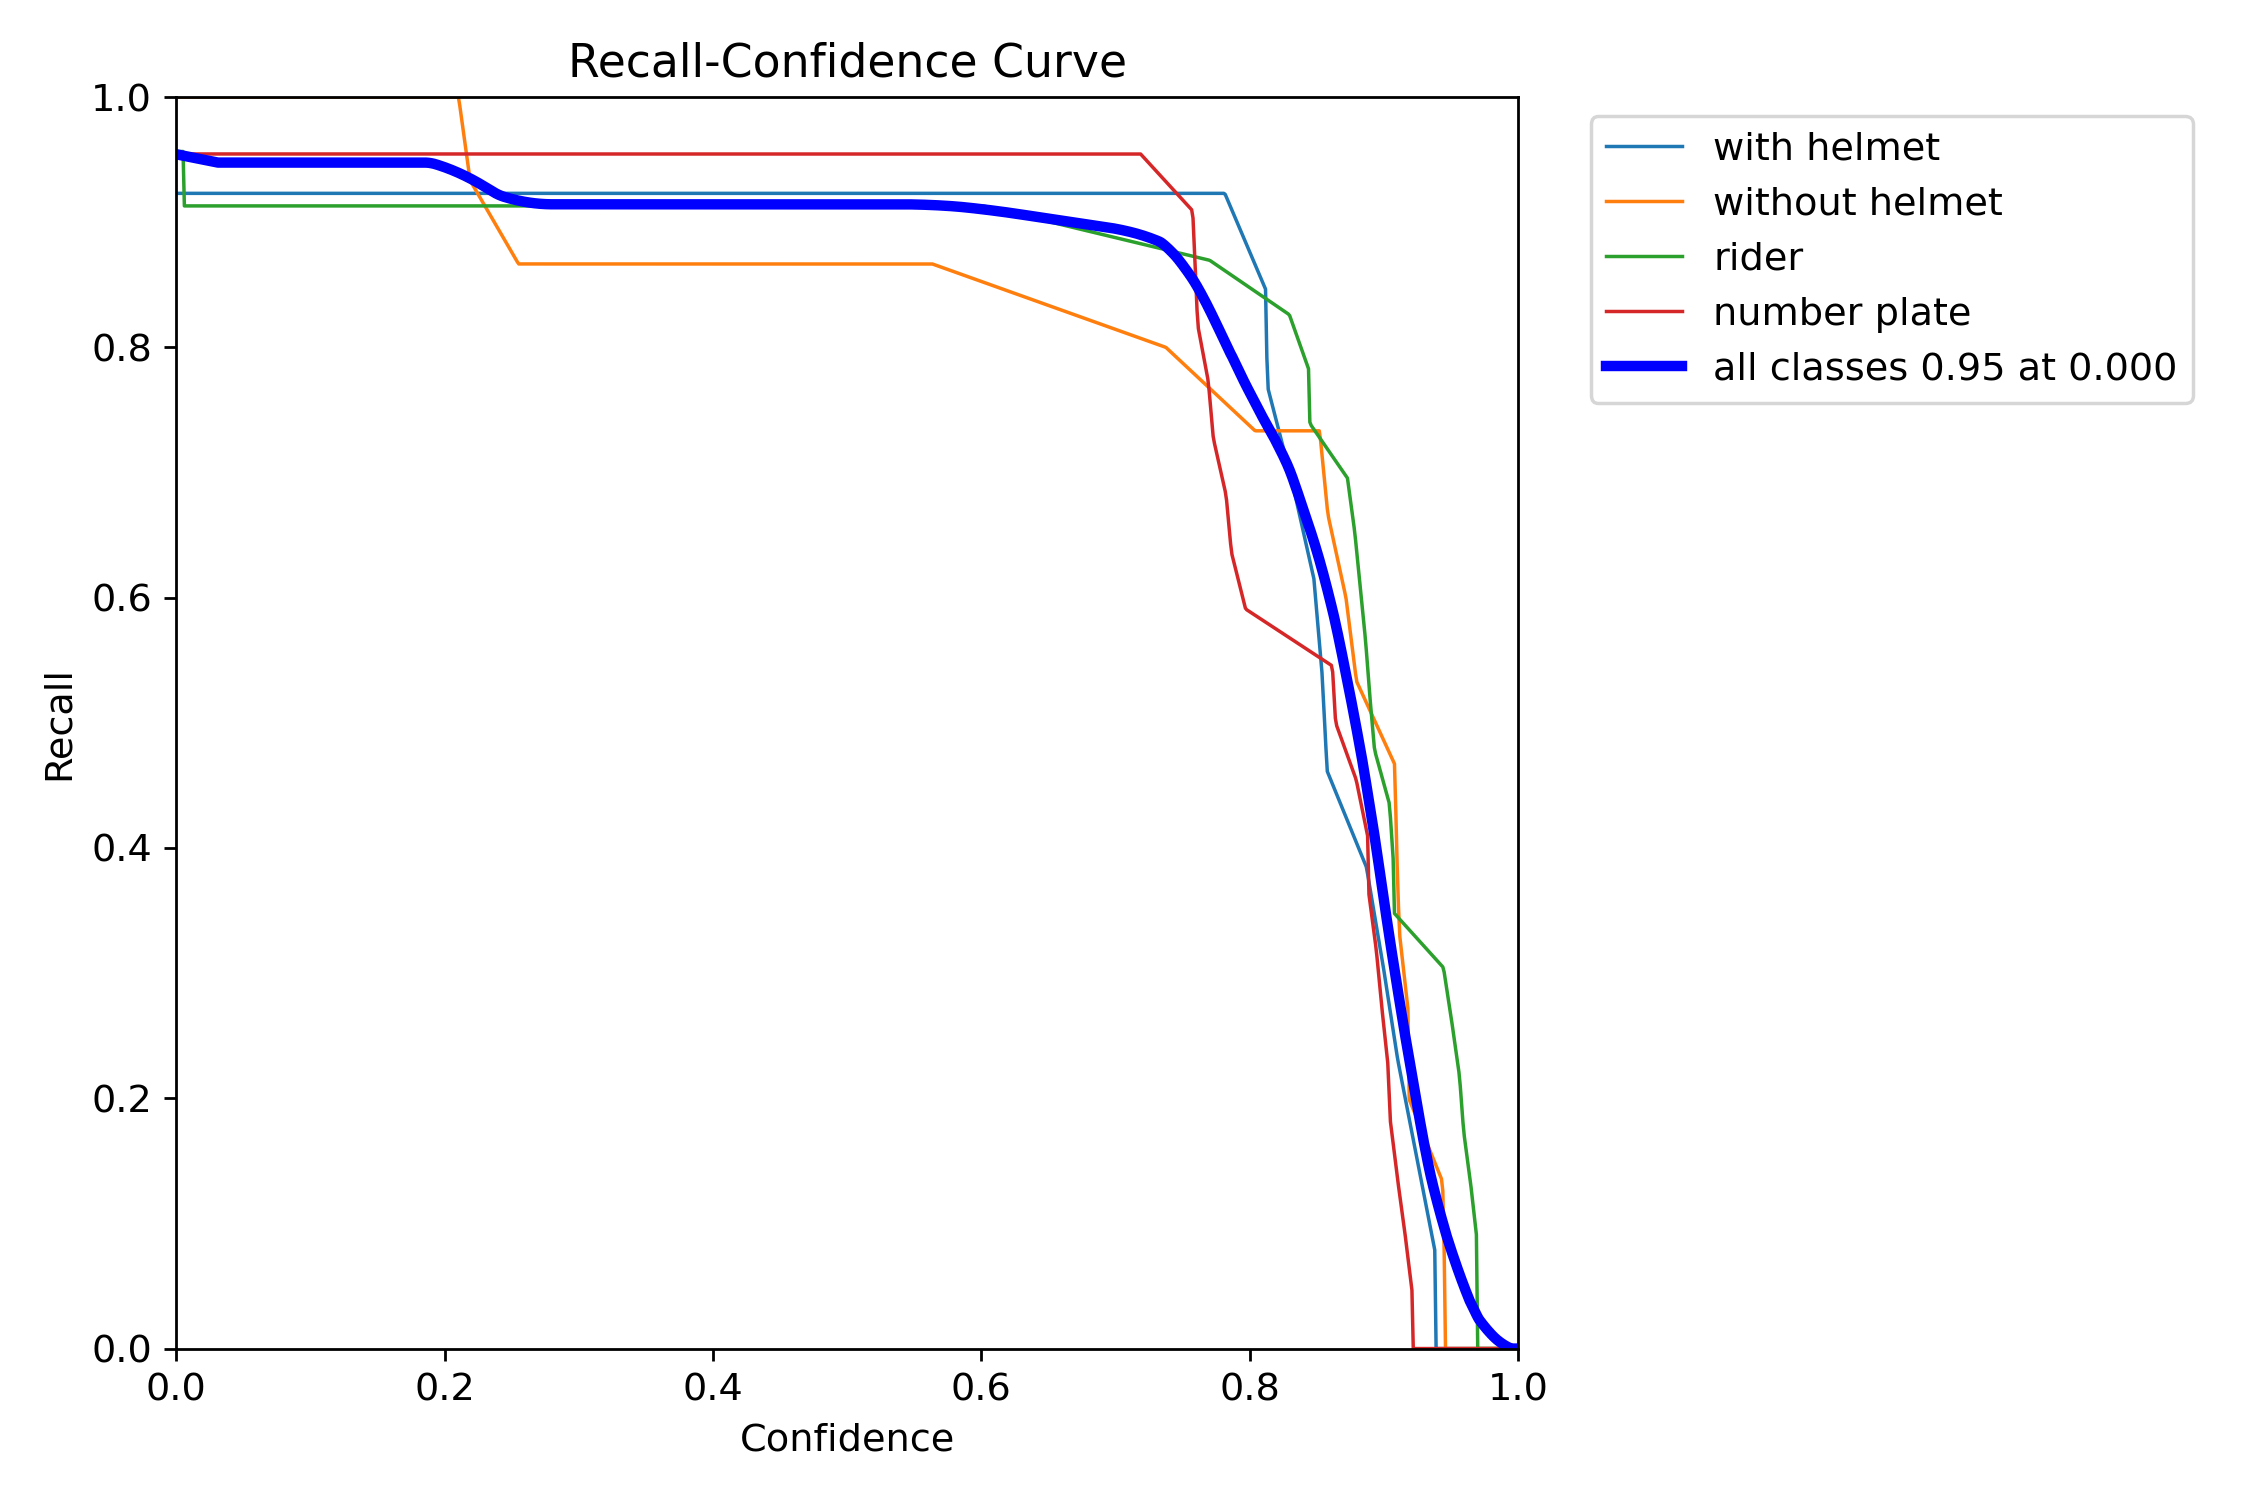 Recall-Confidence Curve
1.0
0.8
0.6
0.4
0.2
0.0
Recall
0.0 0.2 0.4 0.6 0.8 1.0
Confidence
with helmet
without helmet
rider
number plate
all classes 0.95 at 0.000